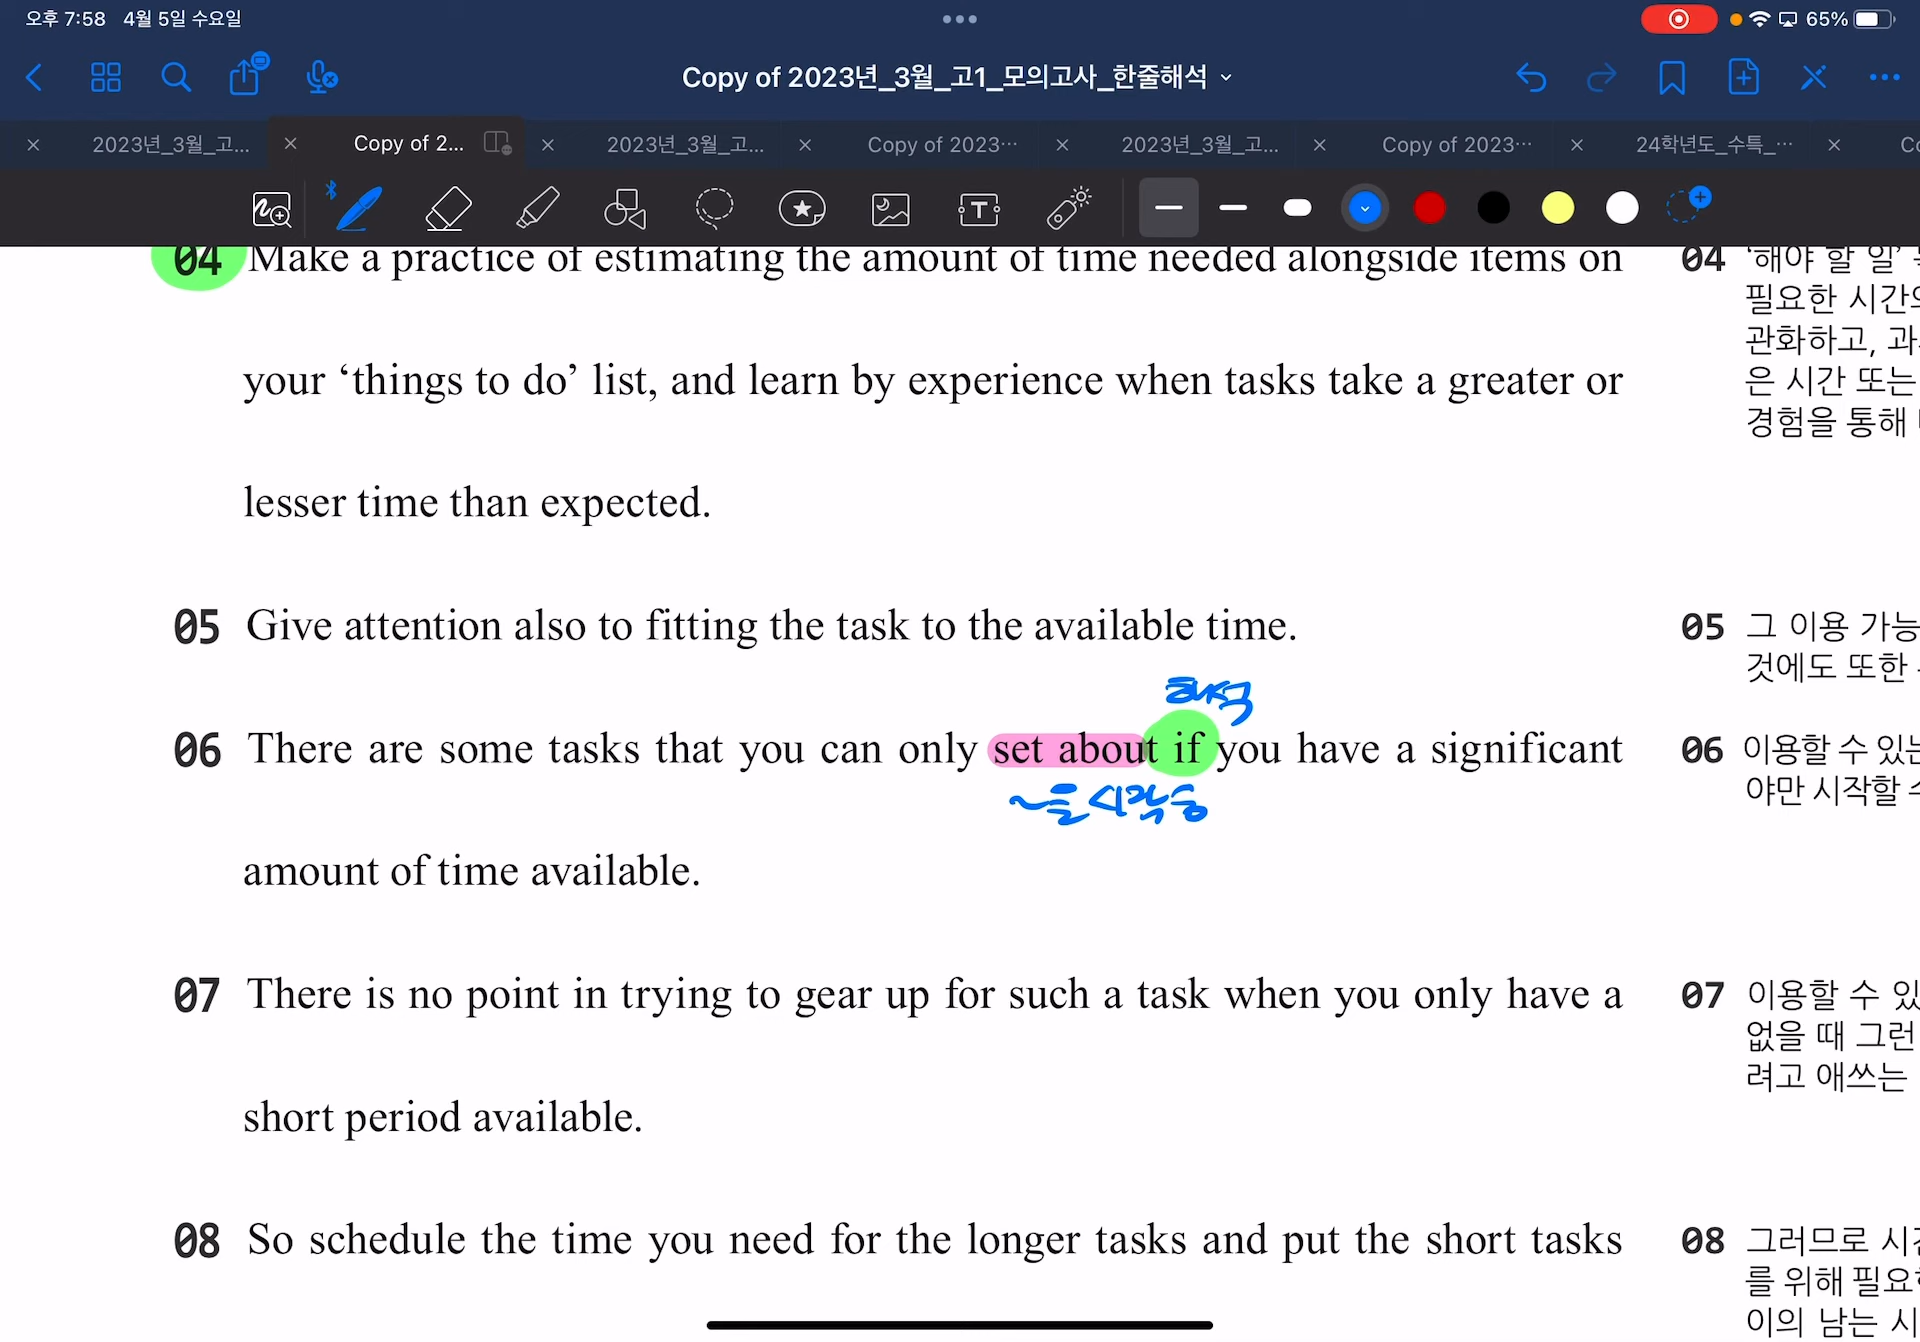 오후 7:58 4월 5일 수요일
65%
Copy of 2023년_3월_고1_모의고사_한줄해석
2023년_3월_고...
Copy of 2...
2023년_3월_고...
Copy of 2023...
2023년_3월_고...
Copy of 2023...
24학년도_수특_...
Co
04 Make a practice of estimating the amount of time needed alongside items on
your ‘things to do’ list, and learn by experience when tasks take a greater or
lesser time than expected.
05 Give attention also to fitting the task to the available time.
해석
06 There are some tasks that you can only set about if you have a significant
~을 시작함
amount of time available.
07 There is no point in trying to gear up for such a task when you only have a
short period available.
08 So schedule the time you need for the longer tasks and put the short tasks
04 ‘해야 할 일’
필요한 시간의
관화하고, 과
은 시간 또는
경험을 통해
05 그 이용 가능
것에도 또한
06 이용할 수 있는
야만 시작할 수
07 이용할 수 있
없을 때 그런
려고 애쓰는
08 그러므로 시간
를 위해 필요한
이의 남는 시